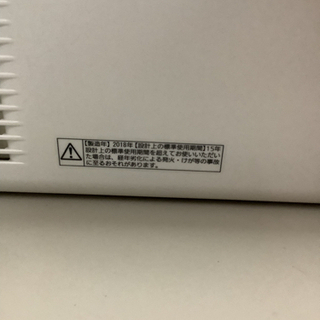 【製造年】2018年【設計上の標準使用期間】15年
設計上の標準使用期間を超えてお使いいただい
た場合は、経年劣化による発火・けが等の事故
に至るおそれがあります。